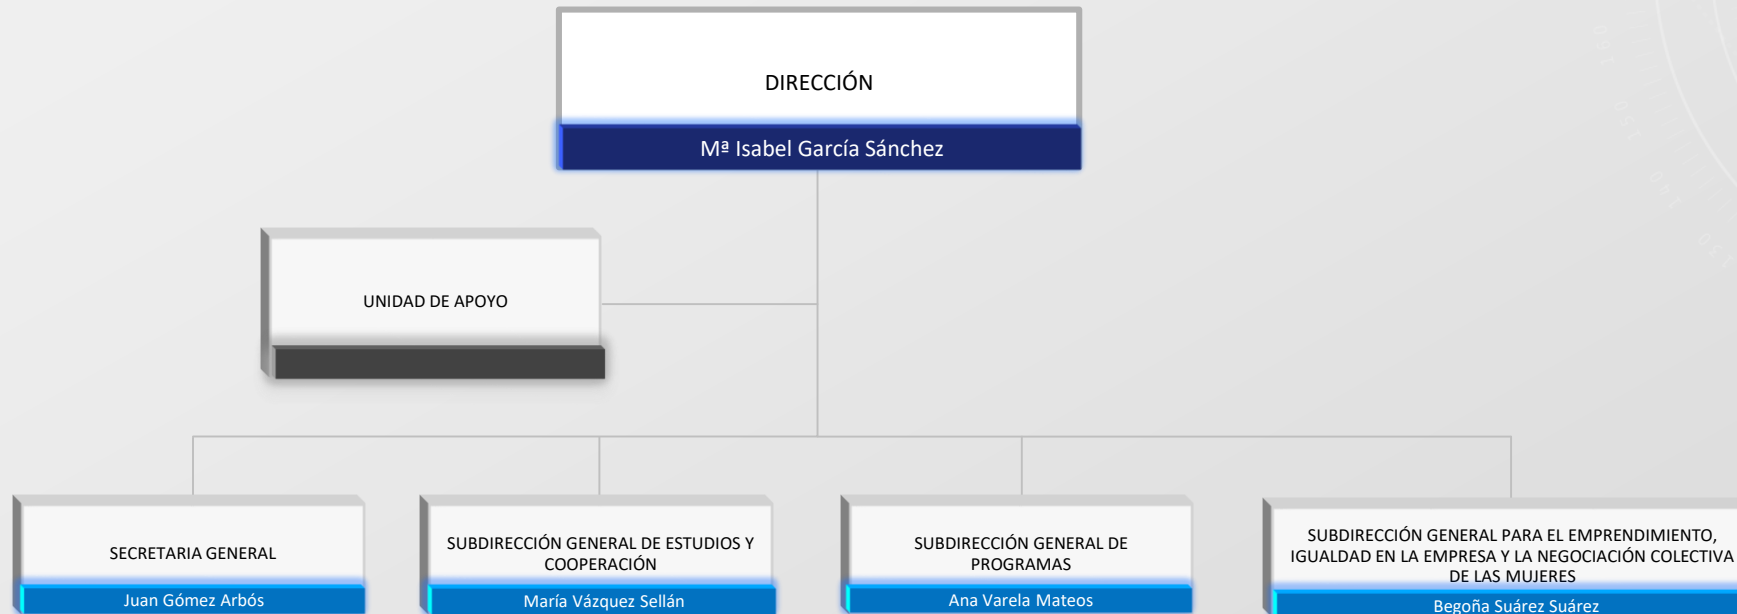 DIRECCIÓN
Mª Isabel García Sánchez
UNIDAD DE APOYO
SECRETARIA GENERAL
Juan Gómez Arbós
SUBDIRECCIÓN GENERAL DE ESTUDIOS Y
COOPERACIÓN
María Vázquez Sellán
SUBDIRECCIÓN GENERAL DE
PROGRAMAS
Ana Varela Mateos
SUBDIRECCIÓN GENERAL PARA EL EMPRENDIMIENTO,
IGUALDAD EN LA EMPRESA Y LA NEGOCIACIÓN COLECTIVA
DE LAS MUJERES
Begoña Suárez Suárez